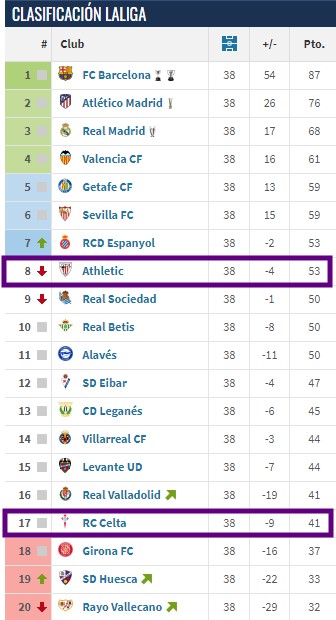 CLASIFICACIÓN LALIGA
# Club +/- Pto.
1 FC Barcelona 38 54 87
2 Atlético Madrid 38 26 76
3 Real Madrid 38 17 68
4 Valencia CF 38 16 61
5 Getafe CF 38 13 59
6 Sevilla FC 38 15 59
7 RCD Espanyol 38 -2 53
8 Athletic 38 -4 53
9 Real Sociedad 38 -1 50
10 Real Betis 38 -8 50
11 Alavés 38 -11 50
12 SD Eibar 38 -4 47
13 CD Leganés 38 -6 45
14 Villarreal CF 38 -3 44
15 Levante UD 38 -7 44
16 Real Valladolid 38 -19 41
17 RC Celta 38 -9 41
18 Girona FC 38 -16 37
19 SD Huesca 38 -22 33
20 Rayo Vallecano 38 -29 32